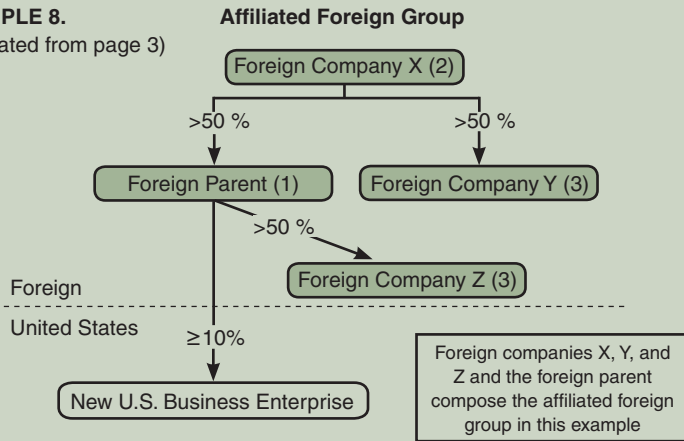 PLE 8.
Affiliated Foreign Group
ated from page 3)
Foreign Company X (2)
>50 %
>50 %
Foreign Parent (1)
Foreign Company Y (3)
>50 %
Foreign Company Z (3)
Foreign
United States
≥10%
New U.S. Business Enterprise
Foreign companies X, Y, and
Z and the foreign parent
compose the affiliated foreign
group in this example